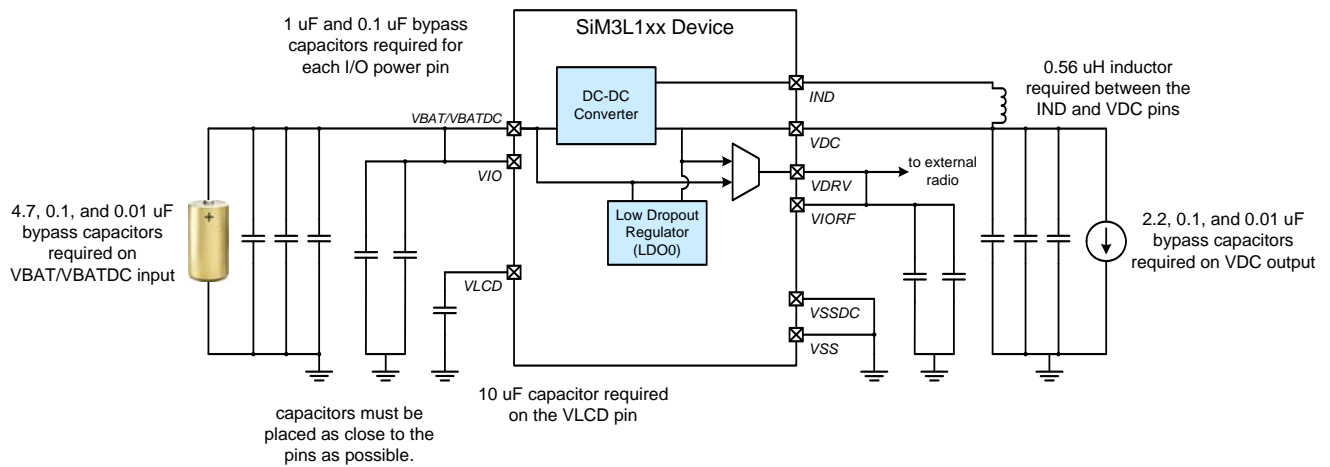 1 uF and 0.1 uF bypass
capacitors required for
each I/O power pin
SiM3L1xx Device
DC-DC
Converter
IND
0.56 uH inductor
required between the
IND and VDC pins
VBAT/VBATDC
VDC
VIO
VDRV
to external
radio
VIORF
Low Dropout
Regulator
(LDO0)
4.7, 0.1, and 0.01 uF
bypass capacitors
required on
VBAT/VBATDC input
+
2.2, 0.1, and 0.01 uF
bypass capacitors
required on VDC output
VLCD
VSSDC
VSS
10 uF capacitor required
on the VLCD pin
capacitors must be
placed as close to the
pins as possible.